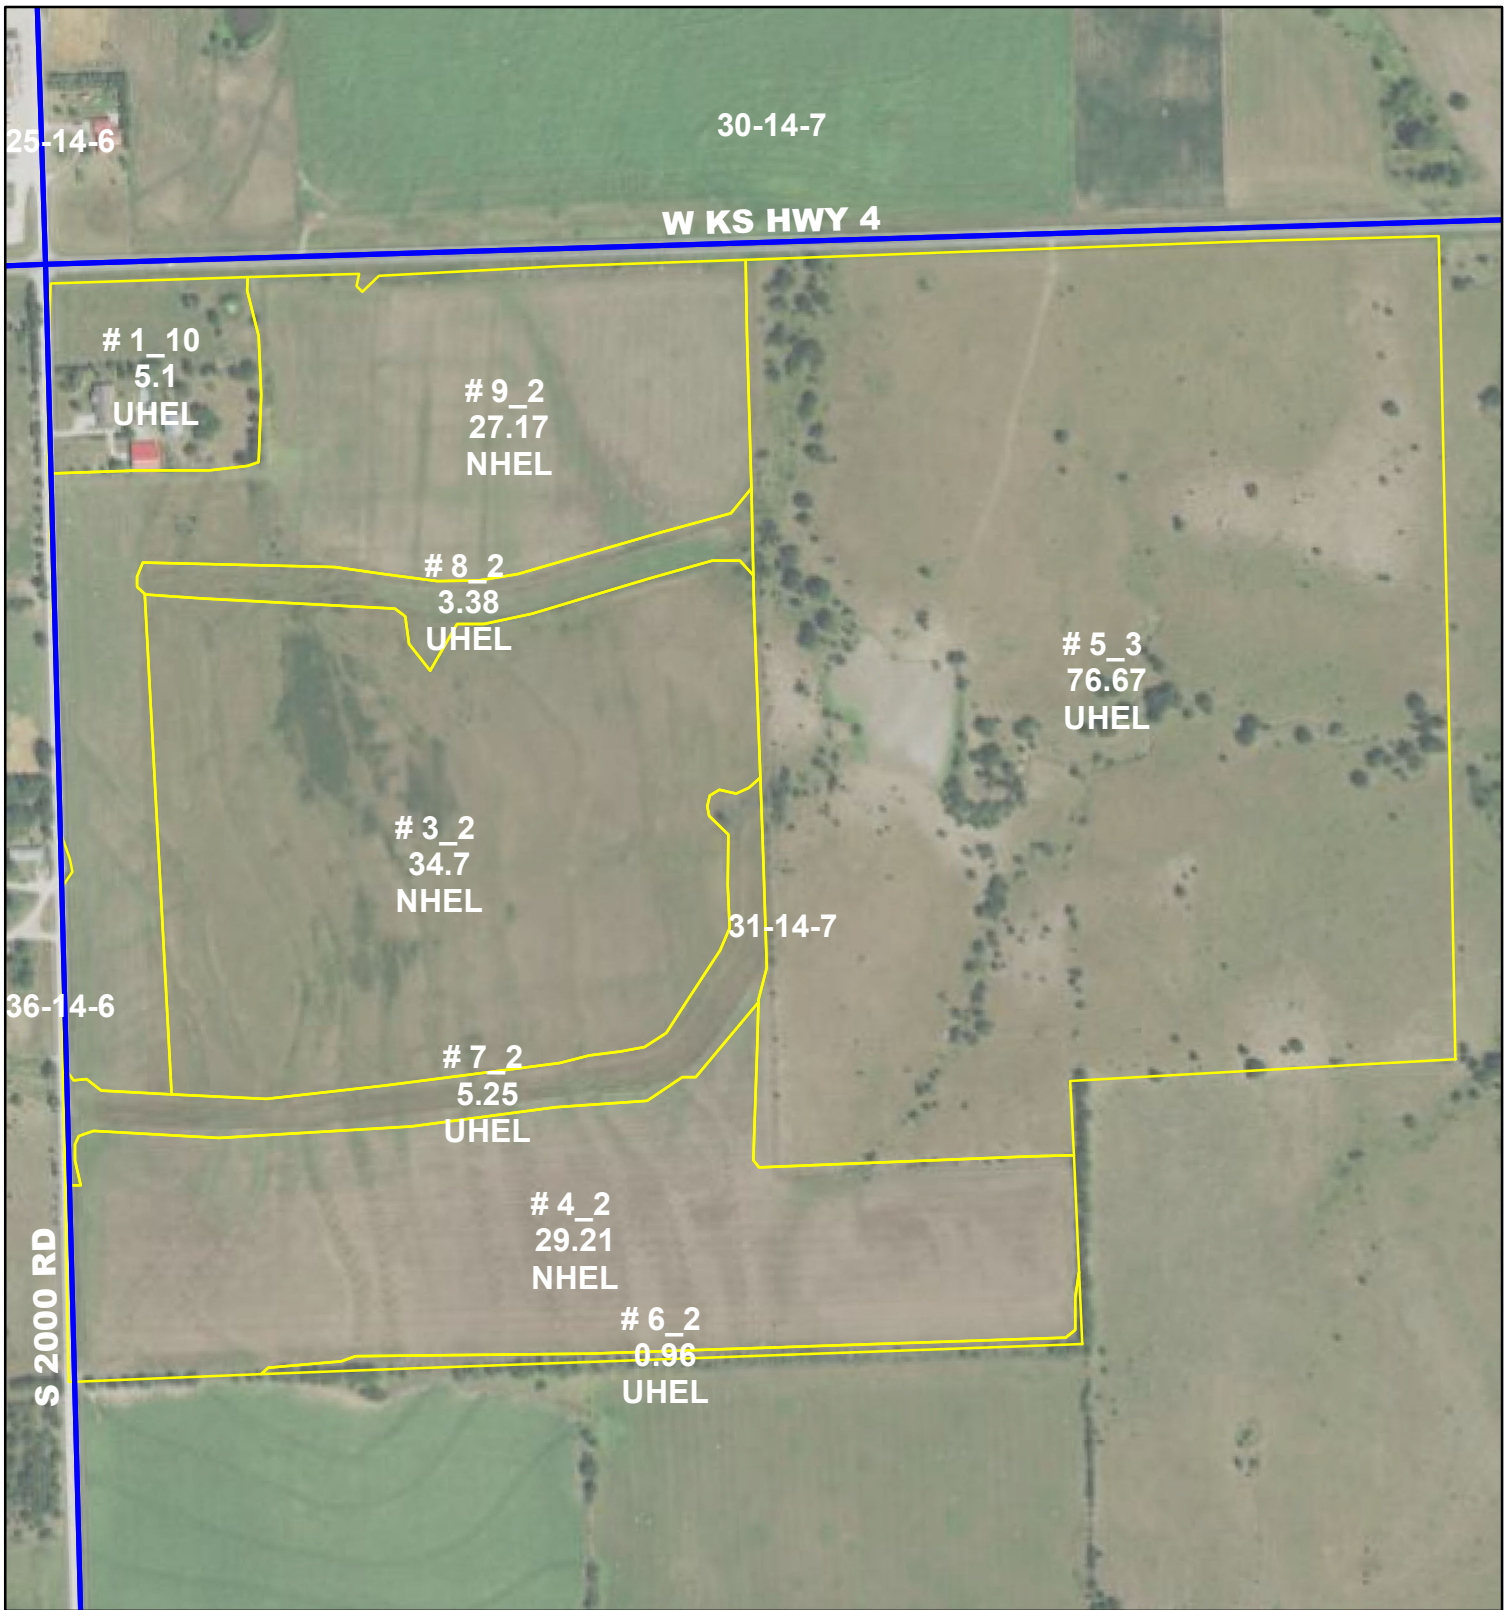 30-14-7
25-14-6
W KS HWY 4
# 1_10
5.1
UHEL
# 9_2
27.17
NHEL
# 8_2
3.38
UHEL
# 5_3
76.67
UHEL
# 3_2
34.7
NHEL
31-14-7
36-14-6
# 7_2
5.25
UHEL
# 4_2
29.21
NHEL
S 2000 RD
# 6_2
0.96
UHEL